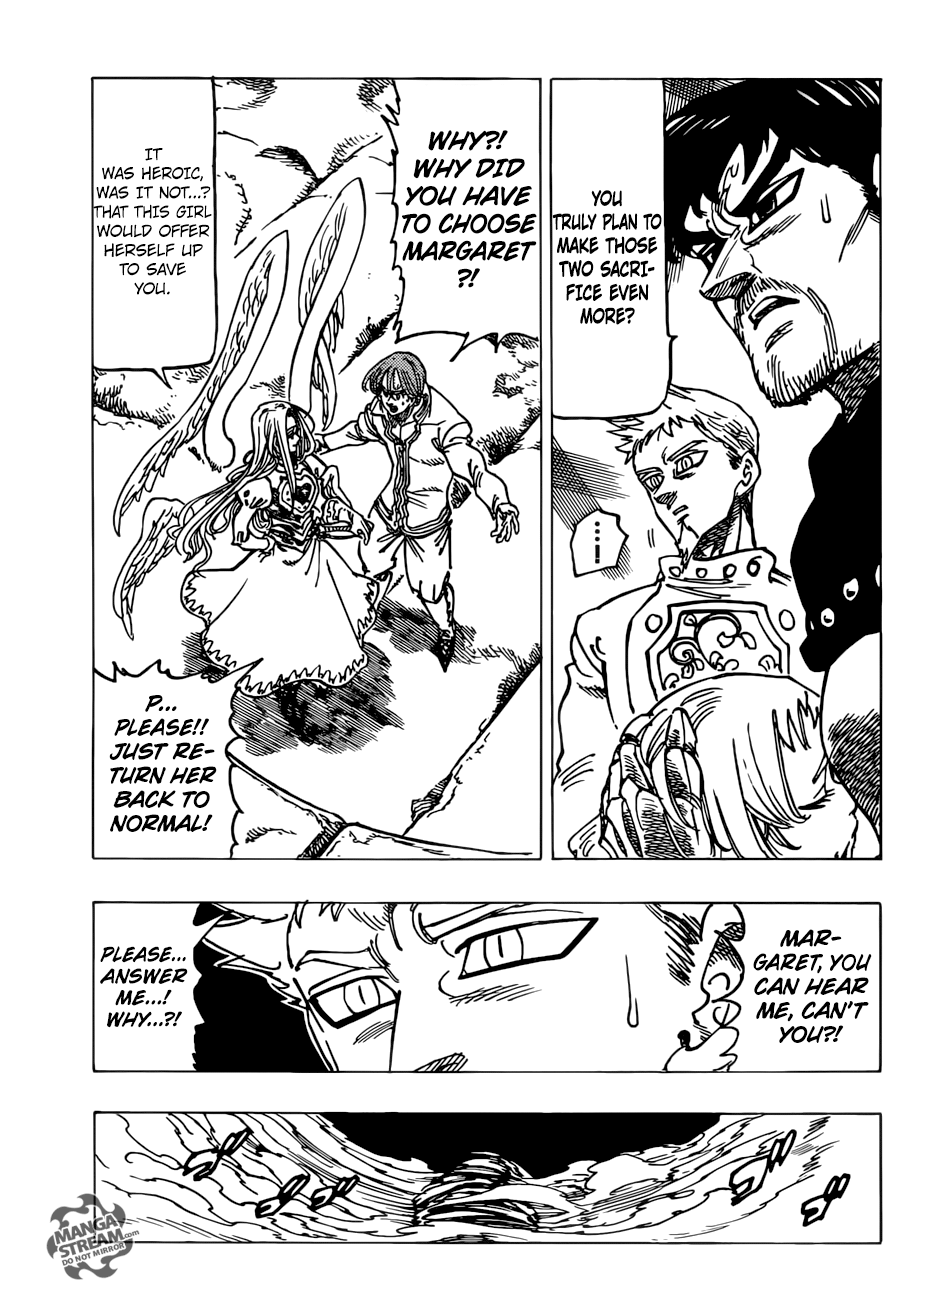 YOU
TRULY PLAN TO
MAKE THOSE
TWO SACRI-
FICE EVEN
MORE?
...!
WHY?!
WHY DID
YOU HAVE
TO CHOOSE
MARGARET
?!
IT
WAS HEROIC,
WAS IT NOT...?
THAT THIS GIRL
WOULD OFFER
HERSELF UP
TO SAVE
YOU.
P...
PLEASE!!
JUST RE-
TURN HER
BACK TO
NORMAL!
MAR-
GARET, YOU
CAN HEAR
ME, CAN'T
YOU?!
PLEASE...
ANSWER
ME...!
WHY...?!
MANGA
STREAM.com
DO NOT MIRROR